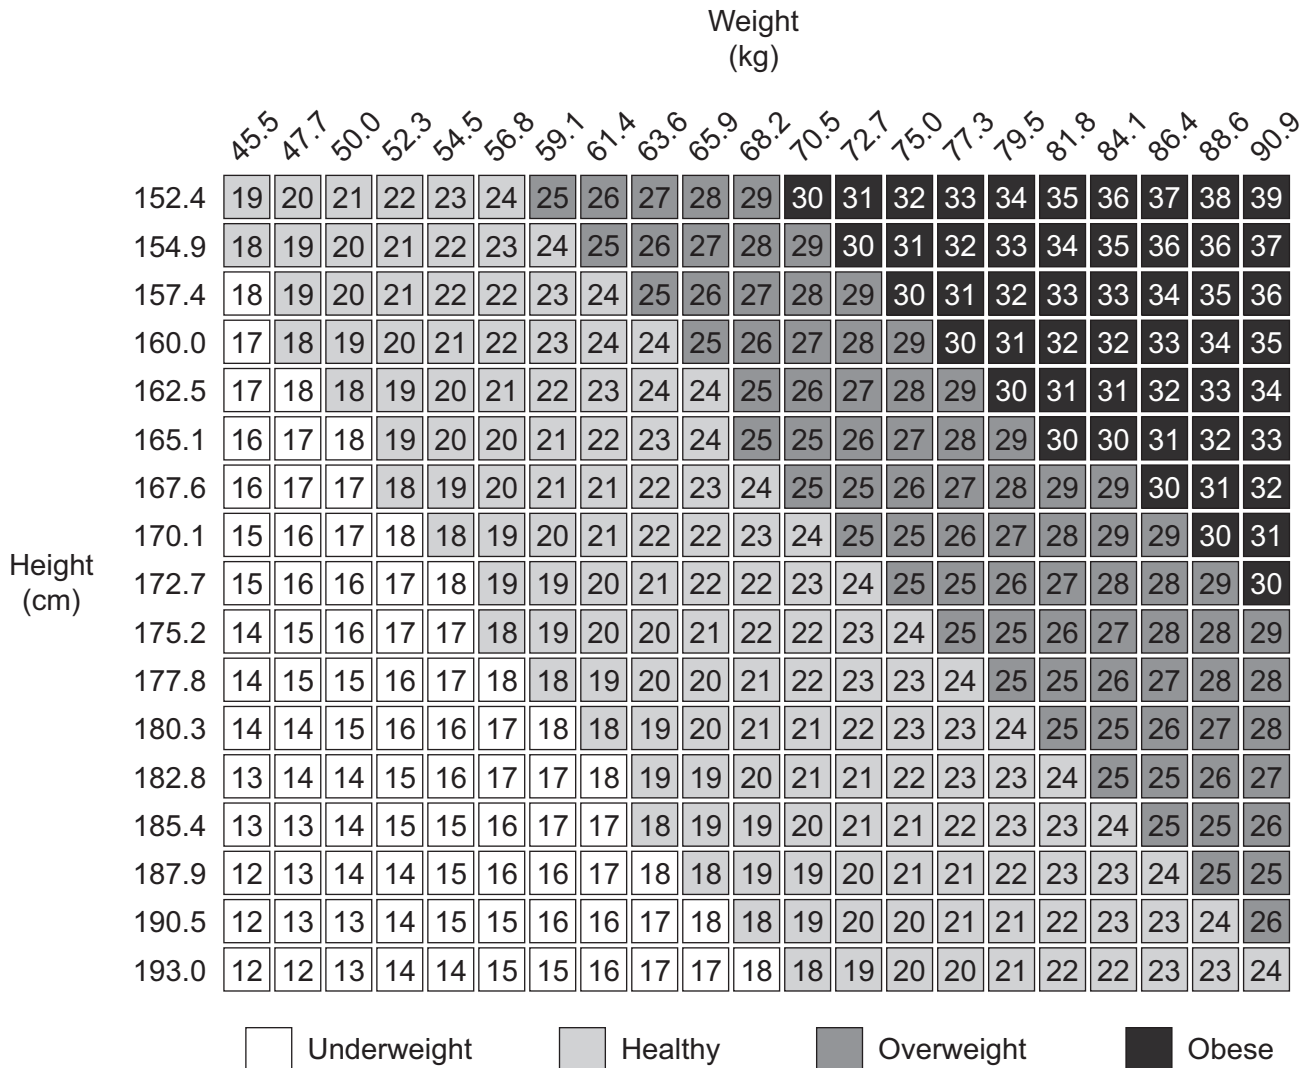 Weight
(kg)
45.5 47.7 50.0 52.3 54.5 56.8 59.1 61.4 63.6 65.9 68.2 70.5 72.7 75.0 77.3 79.5 81.8 84.1 86.4 88.6 90.9
152.4 19 20 21 22 23 24 25 26 27 28 29 30 31 32 33 34 35 36 37 38 39
154.9 18 19 20 21 22 23 24 25 26 27 28 29 30 31 32 33 34 35 36 36 37
157.4 18 19 20 21 22 22 23 24 25 26 27 28 29 30 31 32 33 33 34 35 36
160.0 17 18 19 20 21 22 23 24 24 25 26 27 28 29 30 31 32 32 33 34 35
162.5 17 18 18 19 20 21 22 23 24 24 25 26 27 28 29 30 31 31 32 33 34
165.1 16 17 18 19 20 20 21 22 23 24 25 25 26 27 28 29 30 30 31 32 33
167.6 16 17 17 18 19 20 21 21 22 23 24 25 25 26 27 28 29 29 30 31 32
170.1 15 16 17 18 18 19 20 21 22 22 23 24 25 25 26 27 28 29 29 30 31
Height
(cm)
172.7 15 16 16 17 18 19 19 20 21 22 22 23 24 25 25 26 27 28 28 29 30
175.2 14 15 16 17 17 18 19 20 20 21 22 22 23 24 25 25 26 27 28 28 29
177.8 14 15 15 16 17 18 18 19 20 20 21 22 23 23 24 25 25 26 27 28 28
180.3 14 14 15 16 16 17 18 18 19 20 21 21 22 23 23 24 25 25 26 27 28
182.8 13 14 14 15 16 17 17 18 19 19 20 21 21 22 23 23 24 25 25 26 27
185.4 13 13 14 15 15 16 17 17 18 19 19 20 21 21 22 23 23 24 25 25 26
187.9 12 13 14 14 15 16 16 17 18 18 19 19 20 21 21 22 23 23 24 25 25
190.5 12 13 13 14 15 15 16 16 17 18 18 19 20 20 21 21 22 23 23 24 26
193.0 12 12 13 14 14 15 15 16 17 17 18 18 19 20 20 21 22 22 23 23 24
Underweight Healthy Overweight Obese